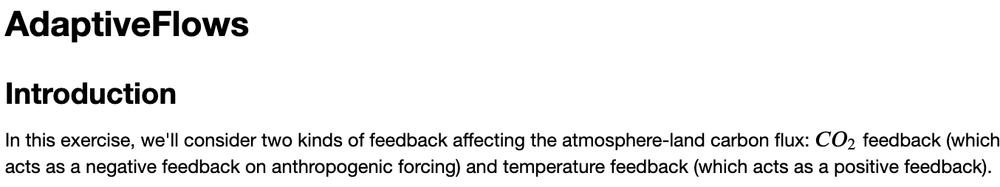 AdaptiveFlows
Introduction
In this exercise, we'll consider two kinds of feedback affecting the atmosphere-land carbon flux: CO₂ feedback (which
acts as a negative feedback on anthropogenic forcing) and temperature feedback (which acts as a positive feedback).